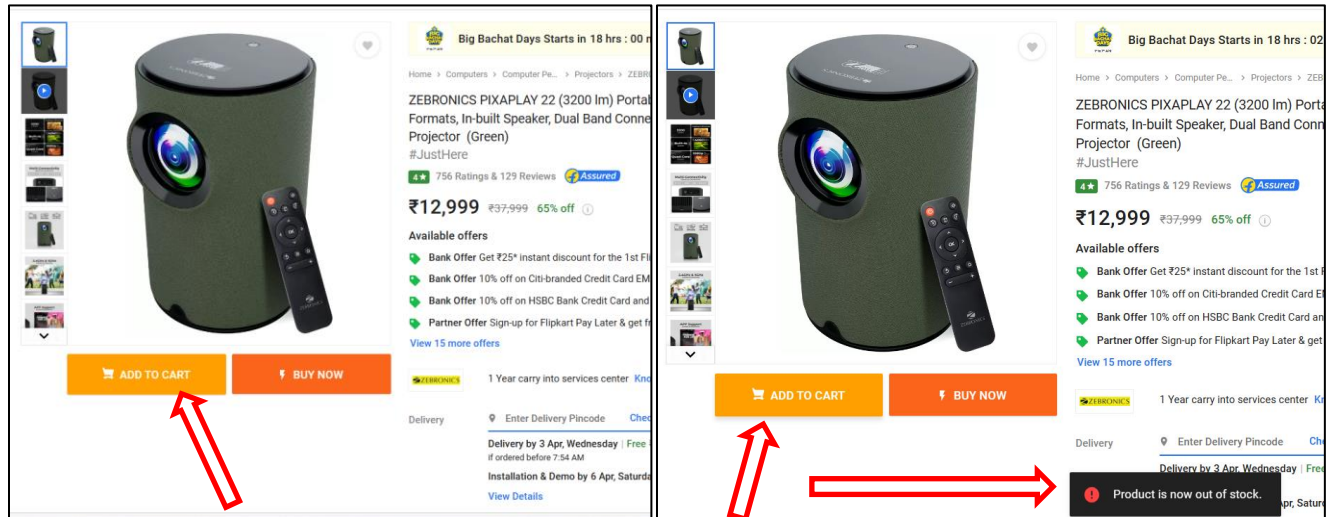 Big Bachat Days Starts in 18 hrs : 00
Home > Computers > Computer Pe... > Projectors > ZEBR
ZEBRONICS PIXAPLAY 22 (3200 lm) Portab
Formats, In-built Speaker, Dual Band Conne
Projector (Green)
#JustHere
4★ 756 Ratings & 129 Reviews Assured
₹12,999 ₹37,999 65% off
Available offers
Bank Offer Get ₹25* instant discount for the 1st Fli
Bank Offer 10% off on Citi-branded Credit Card EM
Bank Offer 10% off on HSBC Bank Credit Card and
Partner Offer Sign-up for Flipkart Pay Later & get fr
View 15 more offers
ADD TO CART
BUY NOW
ZEBRONICS 1 Year carry into services center Kno
Delivery Enter Delivery Pincode Chec
Delivery by 3 Apr, Wednesday | Free
if ordered before 7:54 AM
Installation & Demo by 6 Apr, Saturda
View Details
Big Bachat Days Starts in 18 hrs : 02
Home > Computers > Computer Pe... > Projectors > ZEB
ZEBRONICS PIXAPLAY 22 (3200 lm) Porta
Formats, In-built Speaker, Dual Band Conn
Projector (Green)
#JustHere
4★ 756 Ratings & 129 Reviews Assured
₹12,999 ₹37,999 65% off
Available offers
Bank Offer Get ₹25* instant discount for the 1st F
Bank Offer 10% off on Citi-branded Credit Card E
Bank Offer 10% off on HSBC Bank Credit Card an
Partner Offer Sign-up for Flipkart Pay Later & get
View 15 more offers
ADD TO CART
BUY NOW
ZEBRONICS 1 Year carry into services center Kr
Delivery Enter Delivery Pincode Ch
Delivery by 3 Apr, Wednesday | Free
Product is now out of stock.
pr, Satur